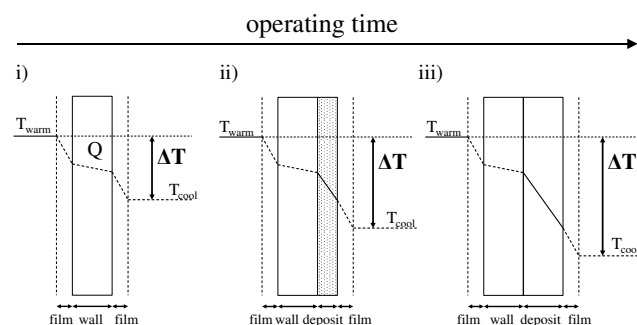 operating time
i)
ii)
iii)
T_warm
Q
ΔT
T_cool
T_warm
ΔT
T_cool
T_warm
ΔT
T_cool
film wall film
film wall deposit film
film wall deposit film